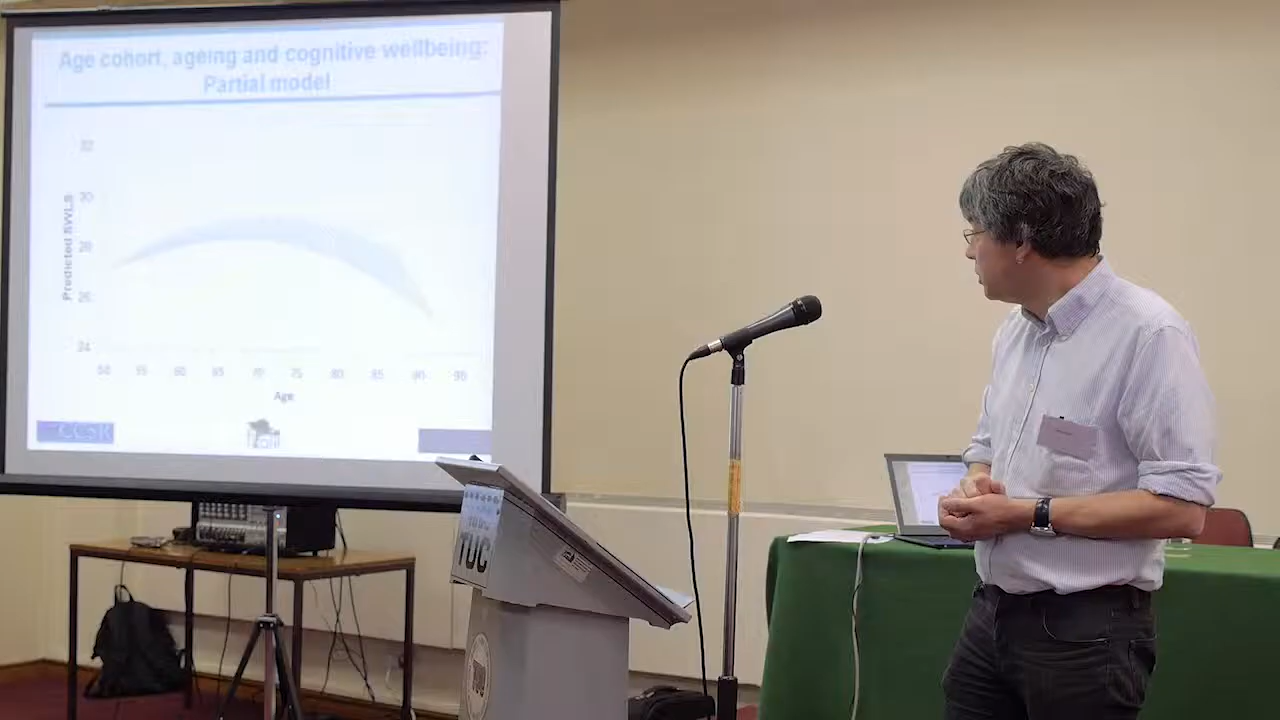 Age cohort, ageing and cognitive wellbeing:
Partial model
Predicted SWLS
32
30
28
26
24
50 55 60 65 70 75 80 85 90 95
Age
CCSR
TUC